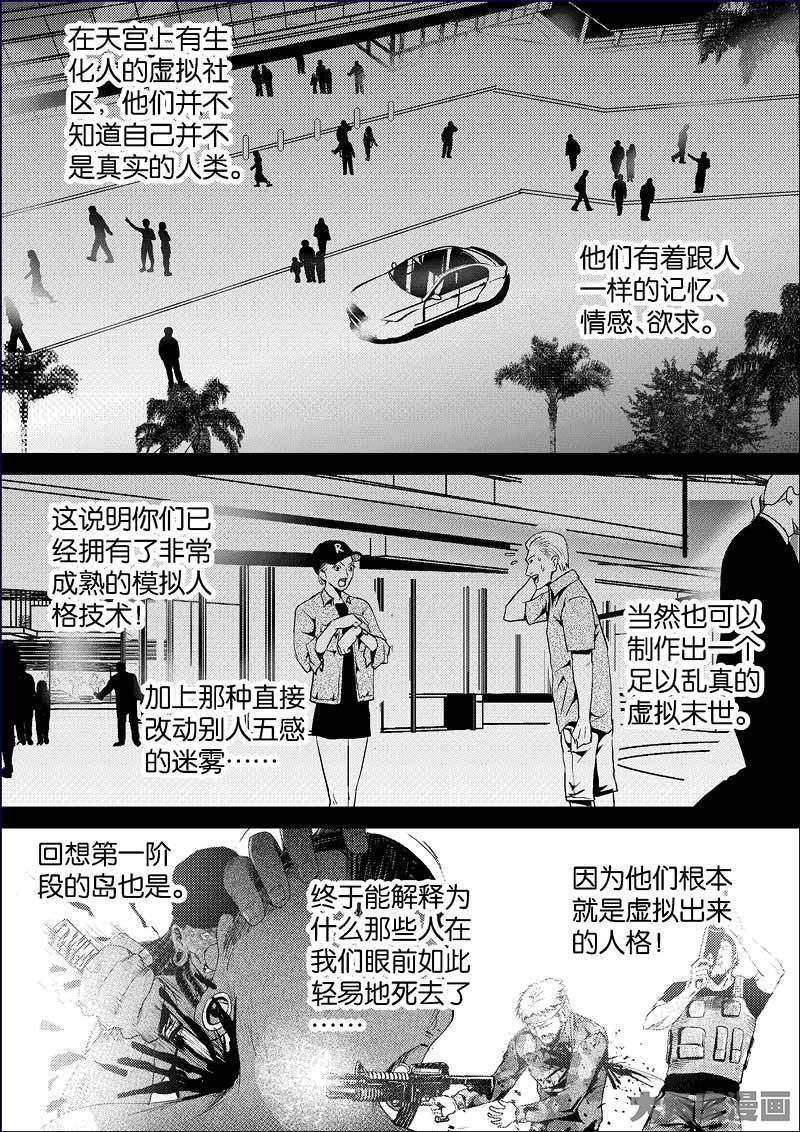 在天宫上有生
化人的虚拟社
区，他们并不
知道自己并不
是真实的人类。
他们有着跟人
一样的记忆、
情感、欲求。
这说明你们已
经拥有了非常
成熟的模拟人
格技术！
R
加上那种直接
改动别人五感
的迷雾……
当然也可以
制作出一个
足以乱真的
虚拟末世。
回想第一阶
段的岛也是。
终于能解释为
什么那些人在
我们眼前如此
轻易地死去了
……
因为他们根本
就是虚拟出来
的人格！